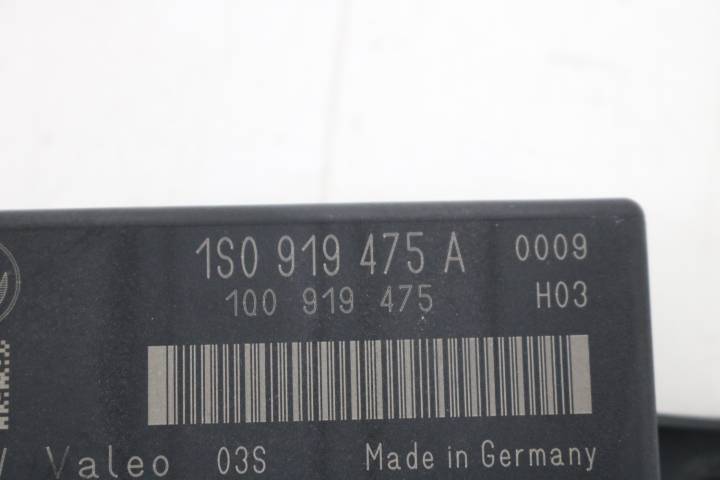 1S0 919 475 A 0009
1Q0 919 475 H03
Valeo 03S Made in Germany